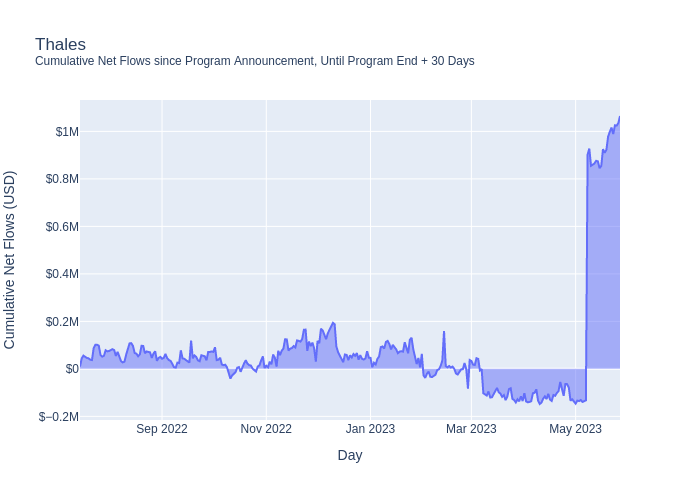 Thales
Cumulative Net Flows since Program Announcement, Until Program End + 30 Days
Cumulative Net Flows (USD)
$1M
$0.8M
$0.6M
$0.4M
$0.2M
$0
$−0.2M
Sep 2022
Nov 2022
Jan 2023
Mar 2023
May 2023
Day